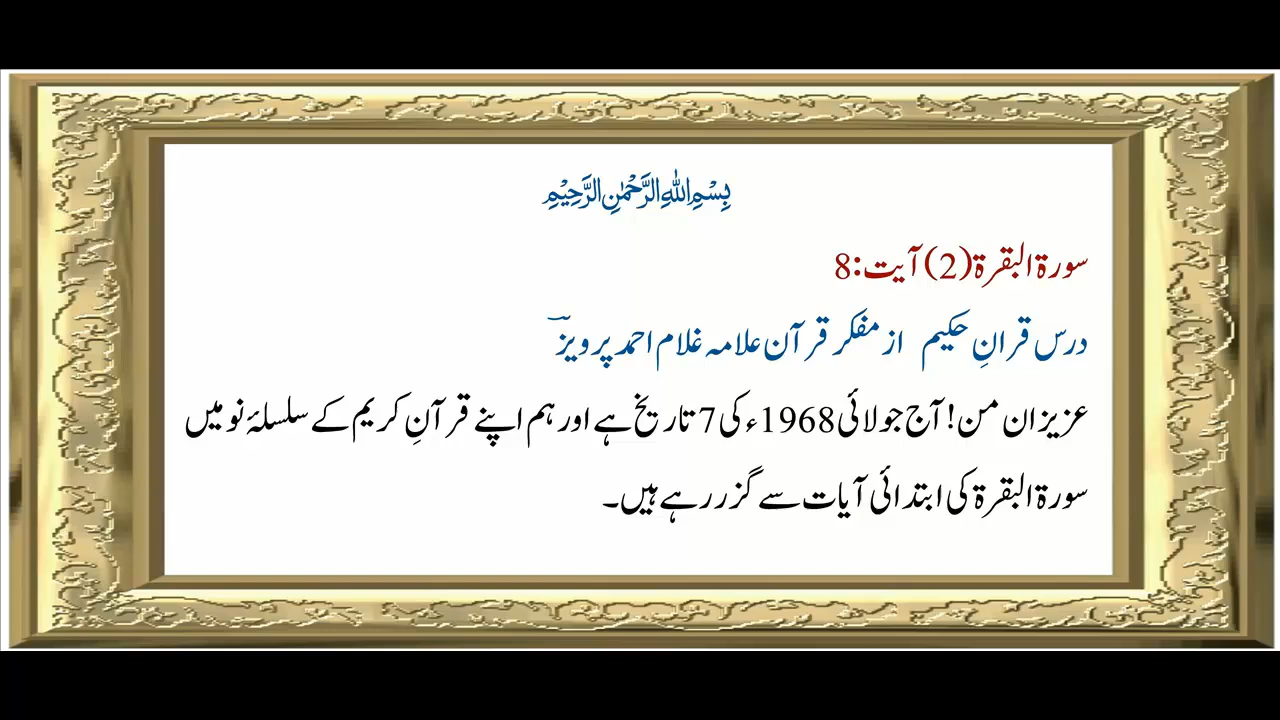 بِسْمِ اللهِ الرَّحْمٰنِ الرَّحِيْمِ
سورۃ البقرۃ(2) آیت:8
درس قرانِ حکیم از مفکر قرآن علامہ غلام احمد پرویزؔ
عزیزان من! آج جولائی 1968ء کی 7 تاریخ ہے اور ہم اپنے قرآنِ کریم کے سلسلۂ نو میں
سورۃ البقرۃ کی ابتدائی آیات سے گزر رہے ہیں۔